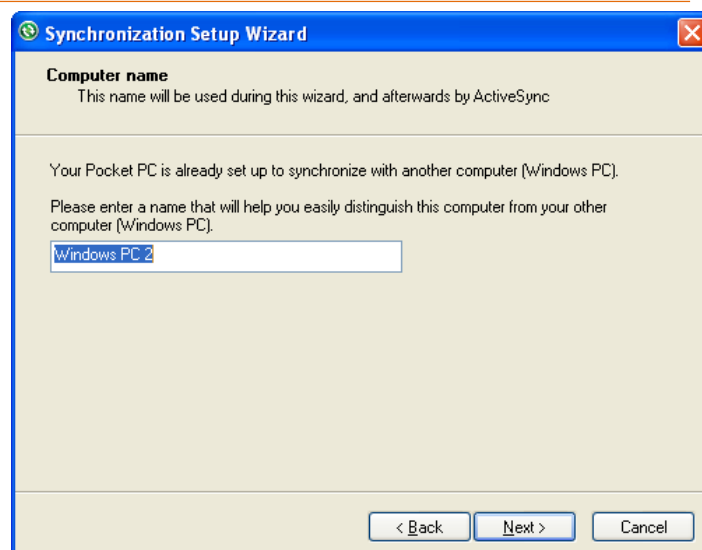 Synchronization Setup Wizard
Computer name
This name will be used during this wizard, and afterwards by ActiveSync
Your Pocket PC is already set up to synchronize with another computer (Windows PC).
Please enter a name that will help you easily distinguish this computer from your other
computer (Windows PC).
Windows PC 2
< Back Next > Cancel